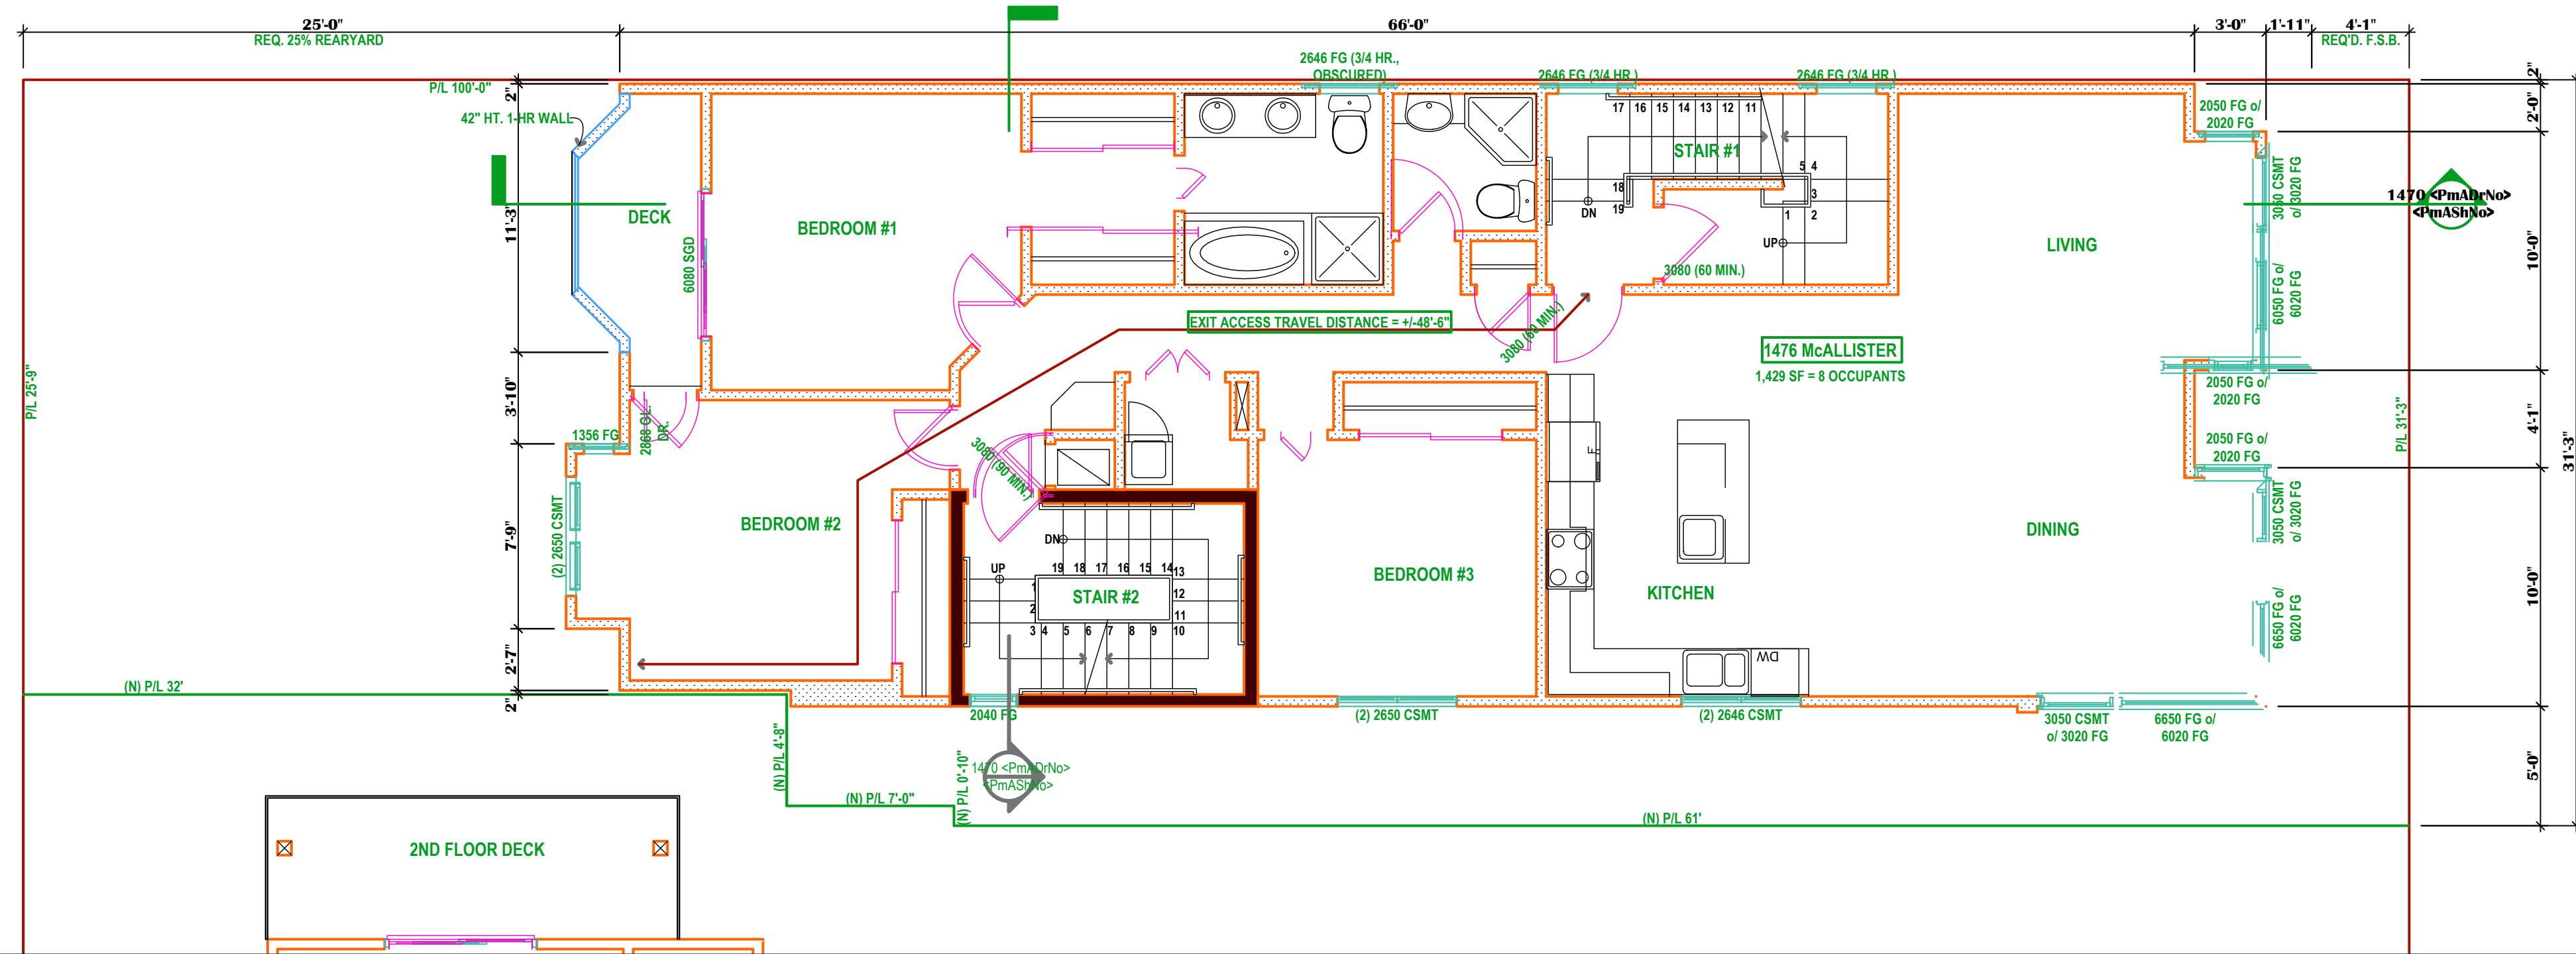 25'-0"
REQ. 25% REARYARD
66'-0"
3'-0"
1'-11"
4'-1"
REQ'D. F.S.B.
P/L 100'-0"
2"
42" HT. 1-HR WALL
2646 FG (3/4 HR.,
OBSCURED)
2646 FG (3/4 HR.)
2646 FG (3/4 HR.)
2"
2'-0"
2050 FG o/
2020 FG
17 16 15 14 13 12 11
STAIR #1
5 4
18
3
19
DN
1 2
UP
3080 (60 MIN.)
DECK
11'-3"
BEDROOM #1
6080 SGD
LIVING
3050 CSMT
o/ 3020 FG
1470 <PmADrNo>
<PmAShNo>
10'-0"
6050 FG o/
6020 FG
EXIT ACCESS TRAVEL DISTANCE = +/-48'-6"
3080 (60 MIN.)
1476 McALLISTER
1,429 SF = 8 OCCUPANTS
P/L 25'-9"
3'-10"
1356 FG
2868 GL.
DR.
3080 (90 MIN.)
2050 FG o/
2020 FG
P/L 31'-3"
4'-1"
31'-3"
2050 FG o/
2020 FG
F
7'-9"
(2) 2650 CSMT
BEDROOM #2
DN
19 18 17 16 15 14 13
UP
1
2
STAIR #2
12
11
3 4 5 6 7 8 9 10
BEDROOM #3
KITCHEN
DINING
3050 CSMT
o/ 3020 FG
10'-0"
6650 FG o/
6020 FG
2'-7"
DW
(N) P/L 32'
2"
2040 FG
(2) 2650 CSMT
(2) 2646 CSMT
3050 CSMT
o/ 3020 FG
6650 FG o/
6020 FG
(N) P/L 4'-8"
(N) P/L 7'-0"
(N) P/L 0'-10"
1470 <PmADrNo>
<PmAShNo>
(N) P/L 61'
5'-0"
2ND FLOOR DECK